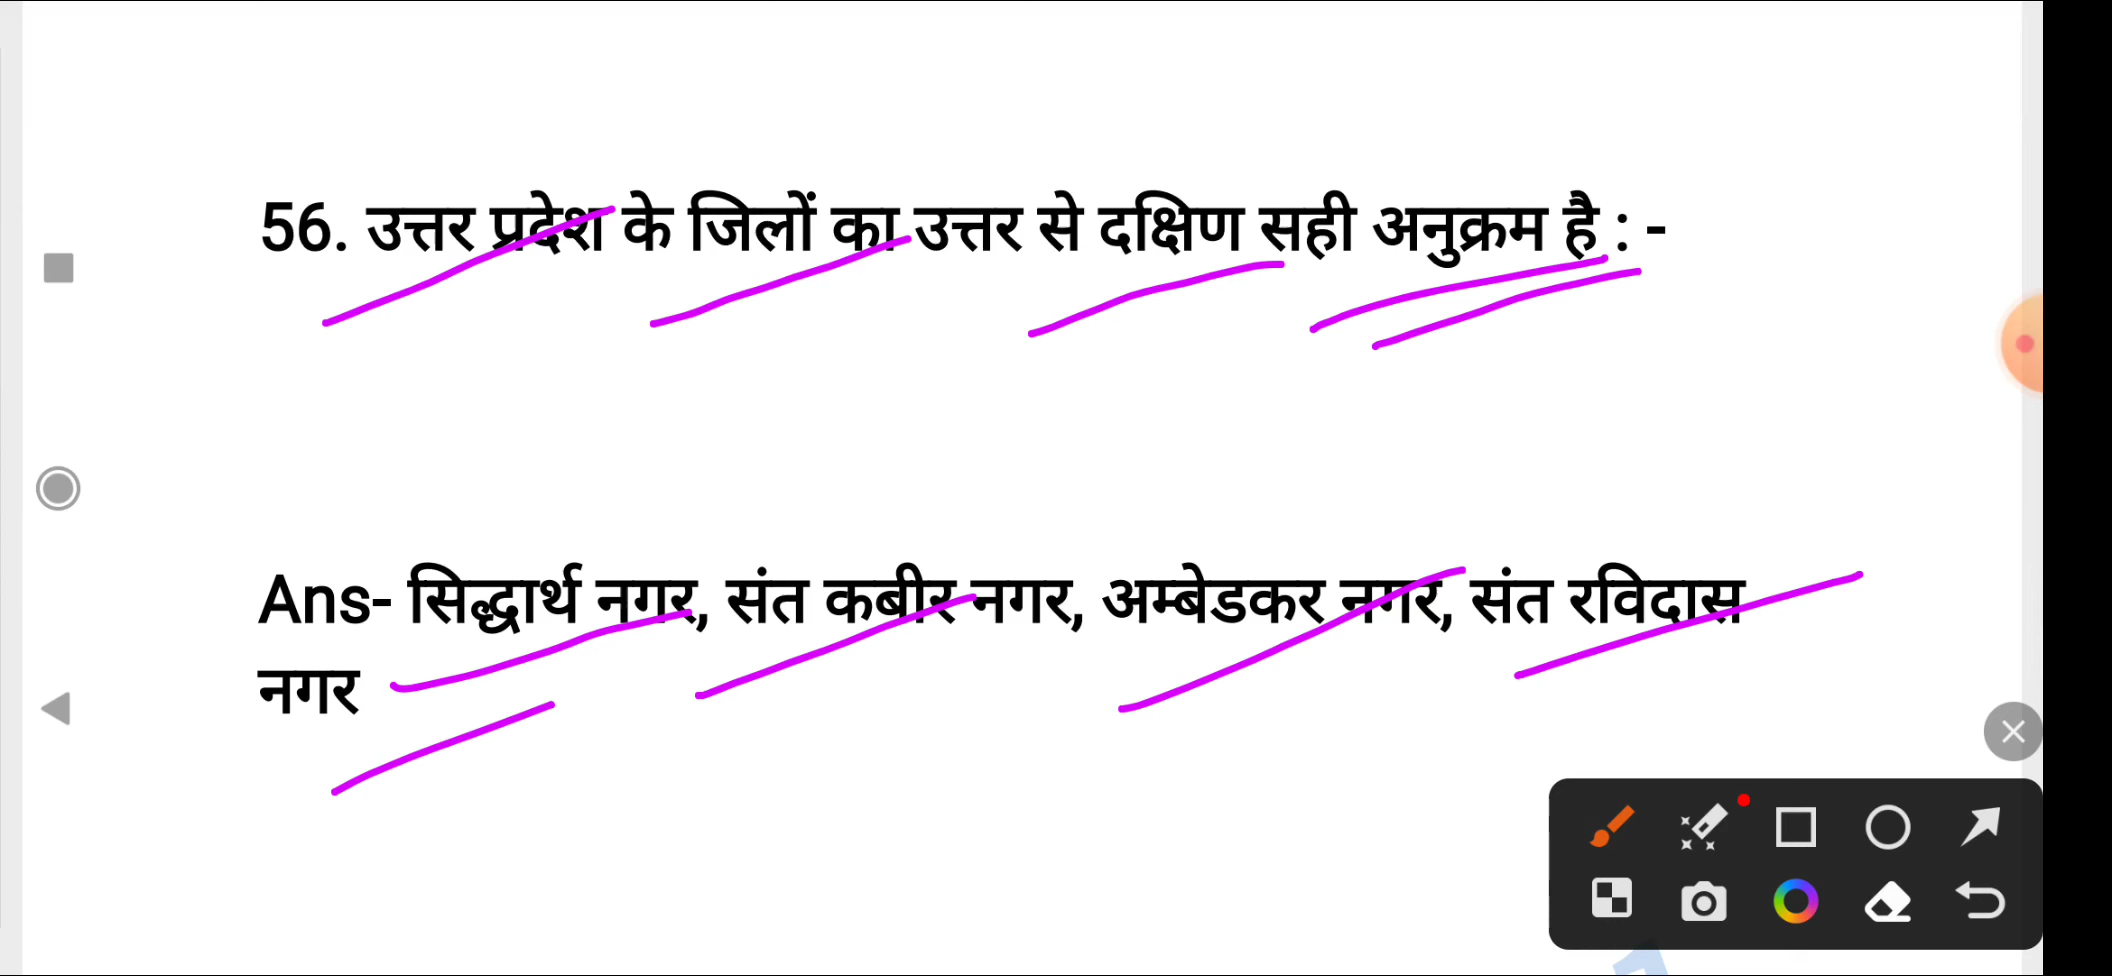 56. उत्तर प्रदेश के जिलों का उत्तर से दक्षिण सही अनुक्रम है : -
Ans- सिद्धार्थ नगर, संत कबीर नगर, अम्बेडकर नगर, संत रविदास
नगर